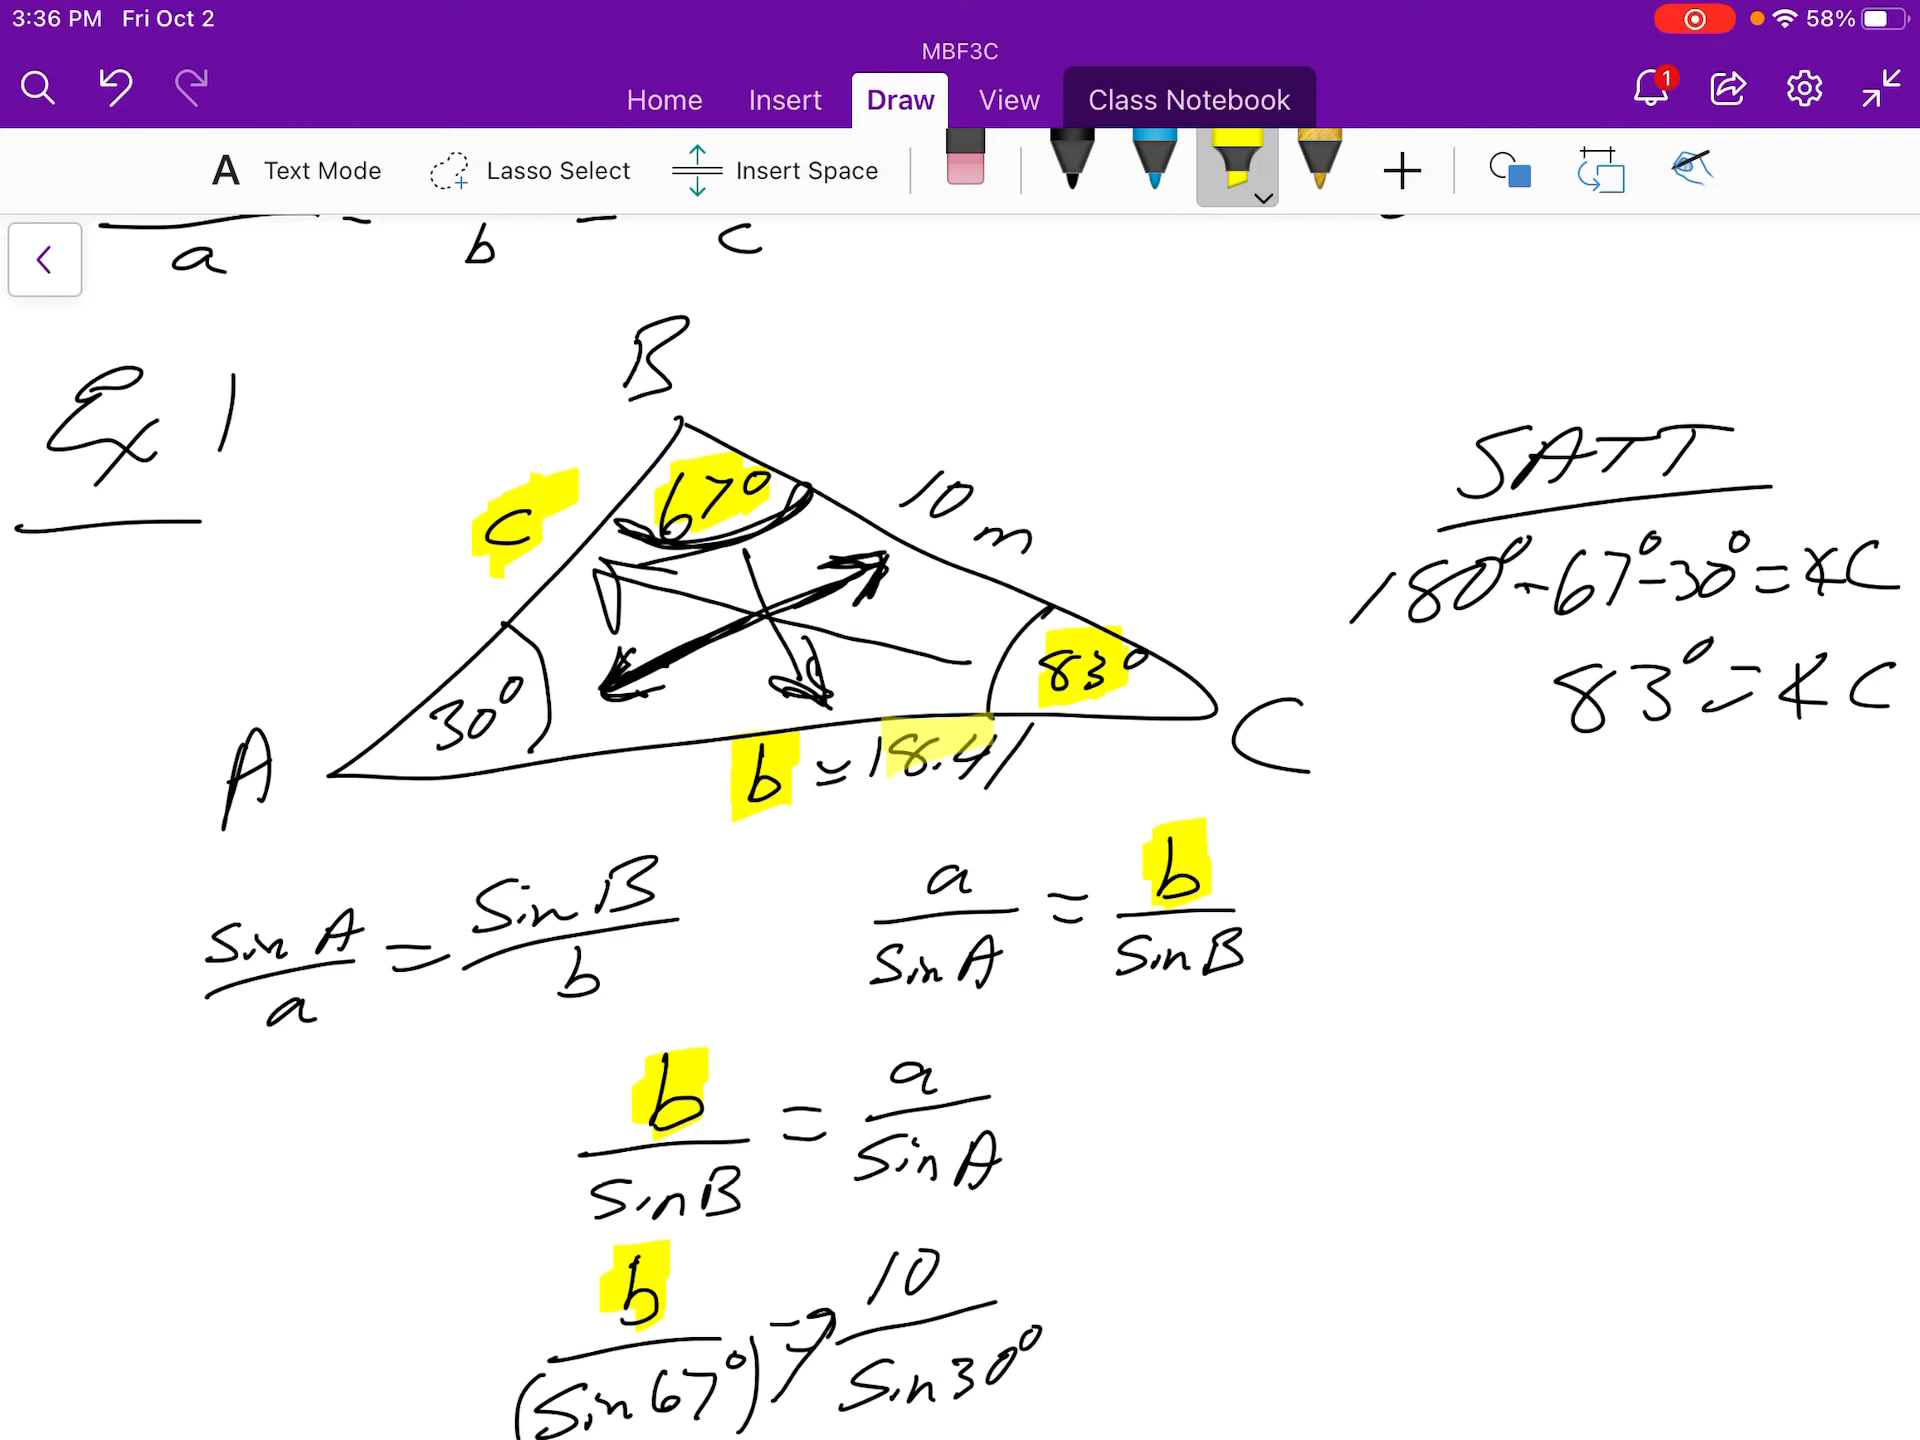 3:36 PM Fri Oct 2
58%
MBF3C
Home Insert Draw View Class Notebook
1
A Text Mode Lasso Select Insert Space
= =
a b c
B
Ex 1
SATT
c 67° 10 m
180° - 67° - 30° = ∡C
30° 83°
83° = ∡C
A C
b = 18.41
sin A / a = Sin B / b
a / sin A = b / Sin B
b / Sin B = a / Sin A
b / (Sin 67°) = 10 / Sin 30°